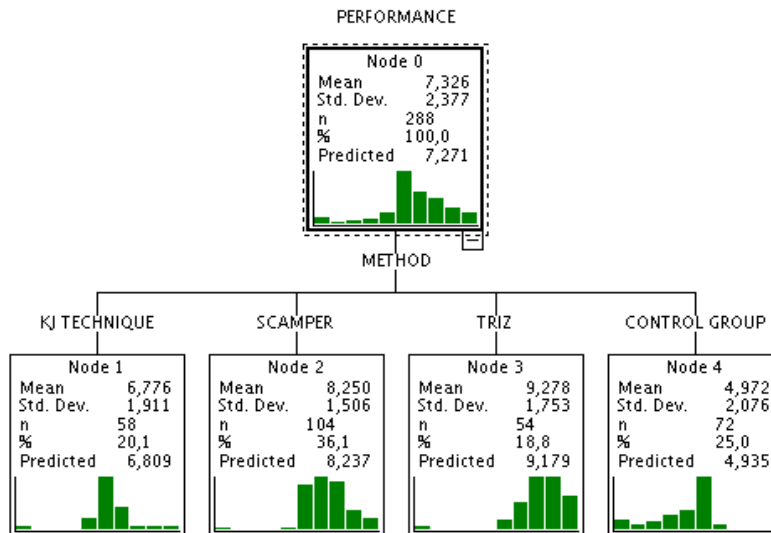 PERFORMANCE
Node 0
Mean 7,326
Std. Dev. 2,377
n 288
% 100,0
Predicted 7,271
METHOD
KJ TECHNIQUE
Node 1
Mean 6,776
Std. Dev. 1,911
n 58
% 20,1
Predicted 6,809
SCAMPER
Node 2
Mean 8,250
Std. Dev. 1,506
n 104
% 36,1
Predicted 8,237
TRIZ
Node 3
Mean 9,278
Std. Dev. 1,753
n 54
% 18,8
Predicted 9,179
CONTROL GROUP
Node 4
Mean 4,972
Std. Dev. 2,076
n 72
% 25,0
Predicted 4,935